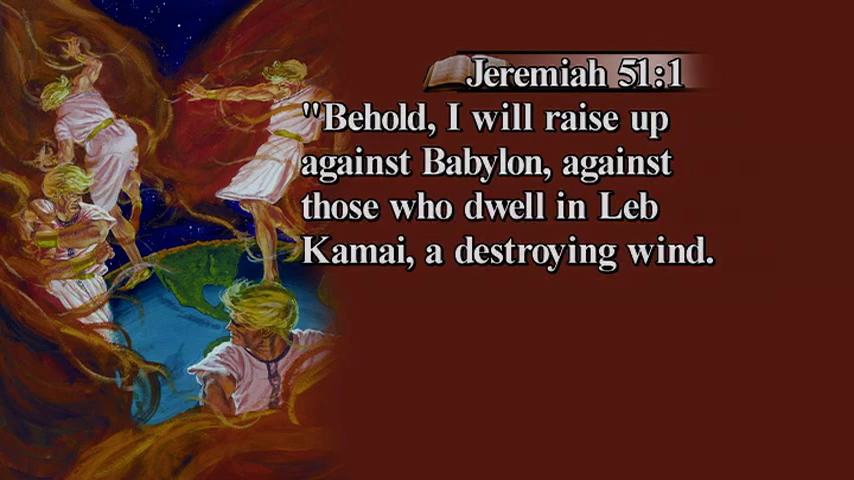 Jeremiah 51:1
"Behold, I will raise up
against Babylon, against
those who dwell in Leb
Kamai, a destroying wind.